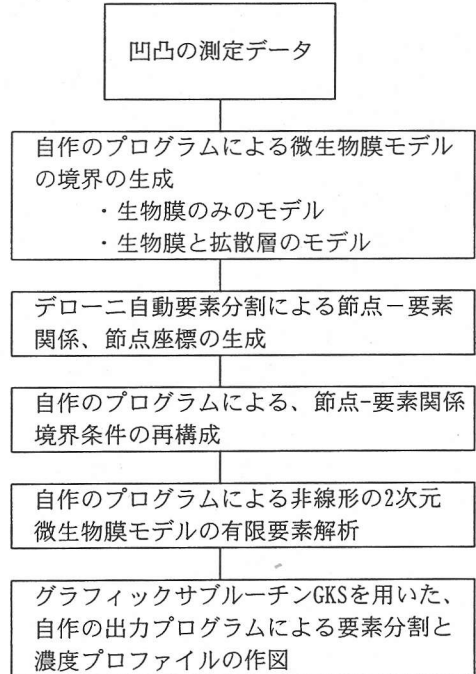 凹凸の測定データ
自作のプログラムによる微生物膜モデル
の境界の生成
・生物膜のみのモデル
・生物膜と拡散層のモデル
デローニ自動要素分割による節点－要素
関係、節点座標の生成
自作のプログラムによる、節点-要素関係
境界条件の再構成
自作のプログラムによる非線形の2次元
微生物膜モデルの有限要素解析
グラフィックサブルーチンGKSを用いた、
自作の出力プログラムによる要素分割と
濃度プロファイルの作図